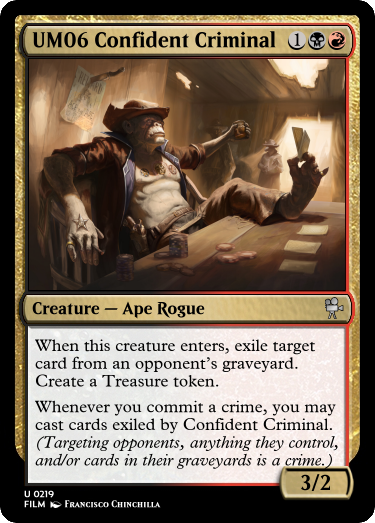 UM06 Confident Criminal 1
Creature — Ape Rogue
When this creature enters, exile target
card from an opponent's graveyard.
Create a Treasure token.
Whenever you commit a crime, you may
cast cards exiled by Confident Criminal.
(Targeting opponents, anything they control,
and/or cards in their graveyards is a crime.)
3/2
U 0219
FILM Francisco Chinchilla